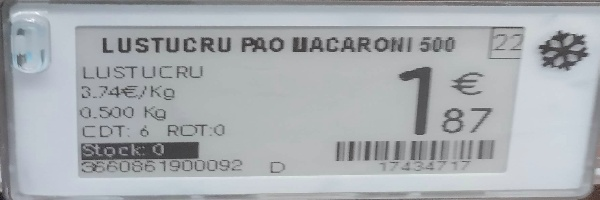 LUSTUCRU PAO MACARONI 500 22
LUSTUCRU
3.74€/Kg
0.500 Kg
CDT: 6 ROT:0
Stock: 0
3660861900092 D 17434717
1€87